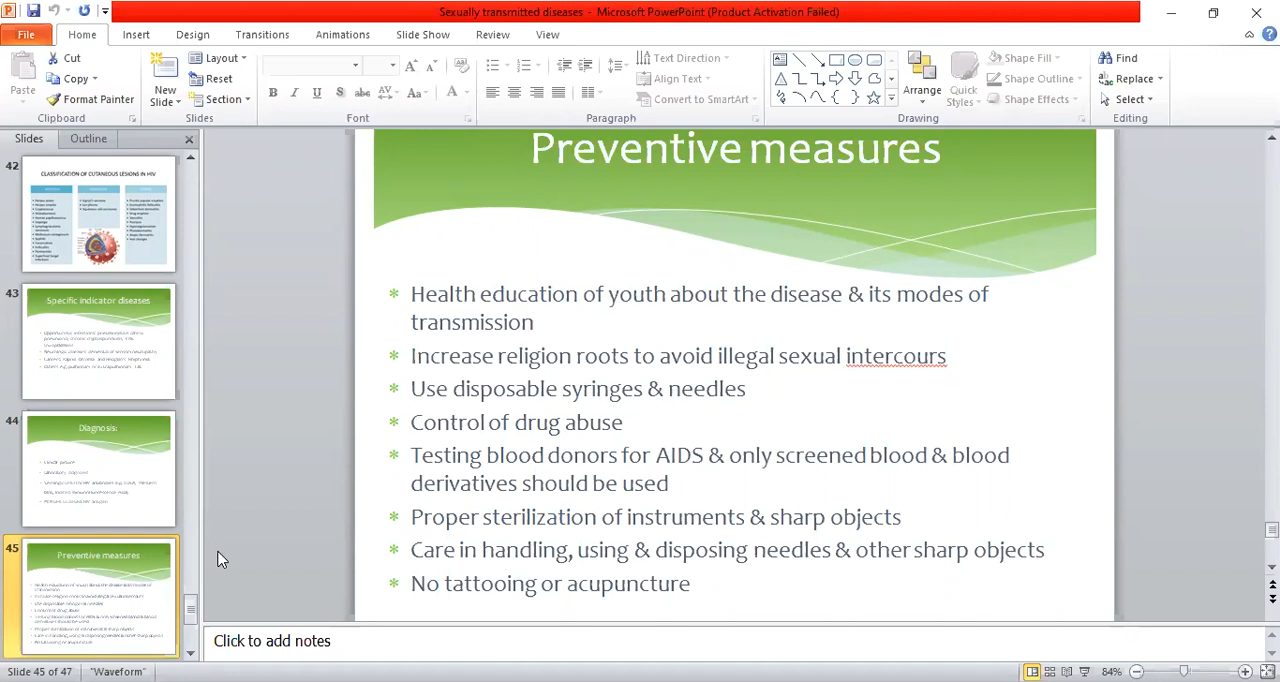 Sexually transmitted diseases - Microsoft PowerPoint (Product Activation Failed)
File Home Insert Design Transitions Animations Slide Show Review View
Paste
Cut
Copy
Format Painter
Clipboard
New
Slide
Layout
Reset
Section
Slides
B I U S abc AV Aa A
Font
Text Direction
Align Text
Convert to SmartArt
Paragraph
Arrange
Quick
Styles
Shape Fill
Shape Outline
Shape Effects
Drawing
Find
Replace
Select
Editing
Slides Outline
42
CLASSIFICATION OF CUTANEOUS LESIONS IN HIV
43
Specific indicator diseases
44
Diagnosis:
45
Preventive measures
Preventive measures
* Health education of youth about the disease & its modes of
transmission
* Increase religion roots to avoid illegal sexual intercours
* Use disposable syringes & needles
* Control of drug abuse
* Testing blood donors for AIDS & only screened blood & blood
derivatives should be used
* Proper sterilization of instruments & sharp objects
* Care in handling, using & disposing needles & other sharp objects
* No tattooing or acupuncture
Click to add notes
Slide 45 of 47 "Waveform" 84%